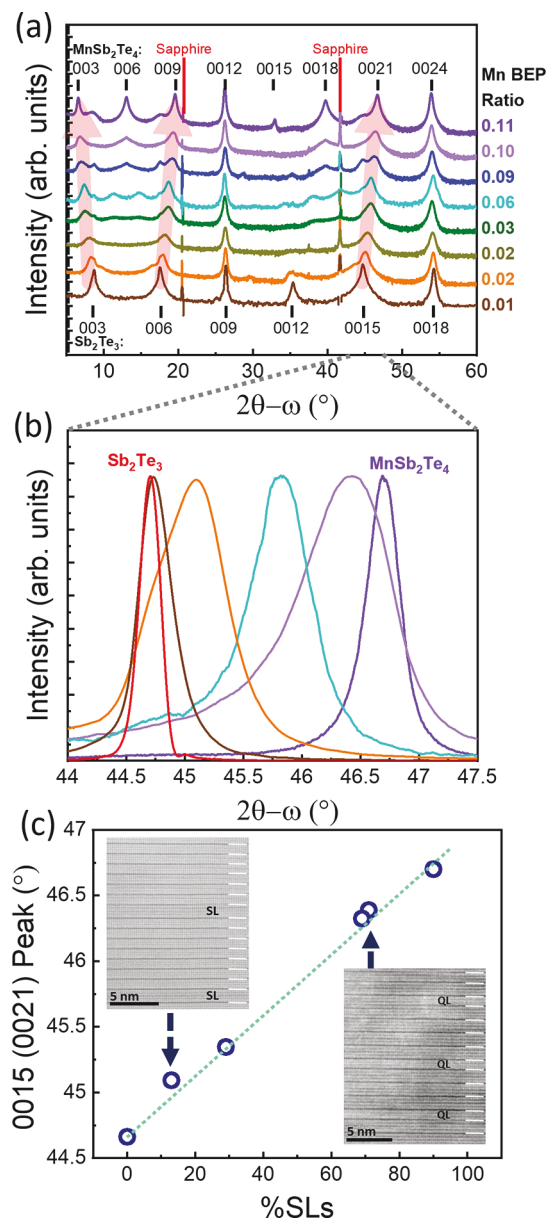 (a)
MnSb2Te4:
Sapphire
Sapphire
003 006 009 0012 0015 0018 0021 0024
Mn BEP
Ratio
0.11
0.10
0.09
0.06
0.03
0.02
0.02
0.01
Intensity (arb. units)
003 006 009 0012 0015 0018
Sb2Te3:
10 20 30 40 50 60
2θ−ω (°)
(b)
Sb2Te3
MnSb2Te4
Intensity (arb. units)
44 44.5 45 45.5 46 46.5 47 47.5
2θ−ω (°)
(c)
47
46.5
46
45.5
45
44.5
0015 (0021) Peak (°)
SL
SL
5 nm
QL
QL
QL
5 nm
0 20 40 60 80 100
%SLs